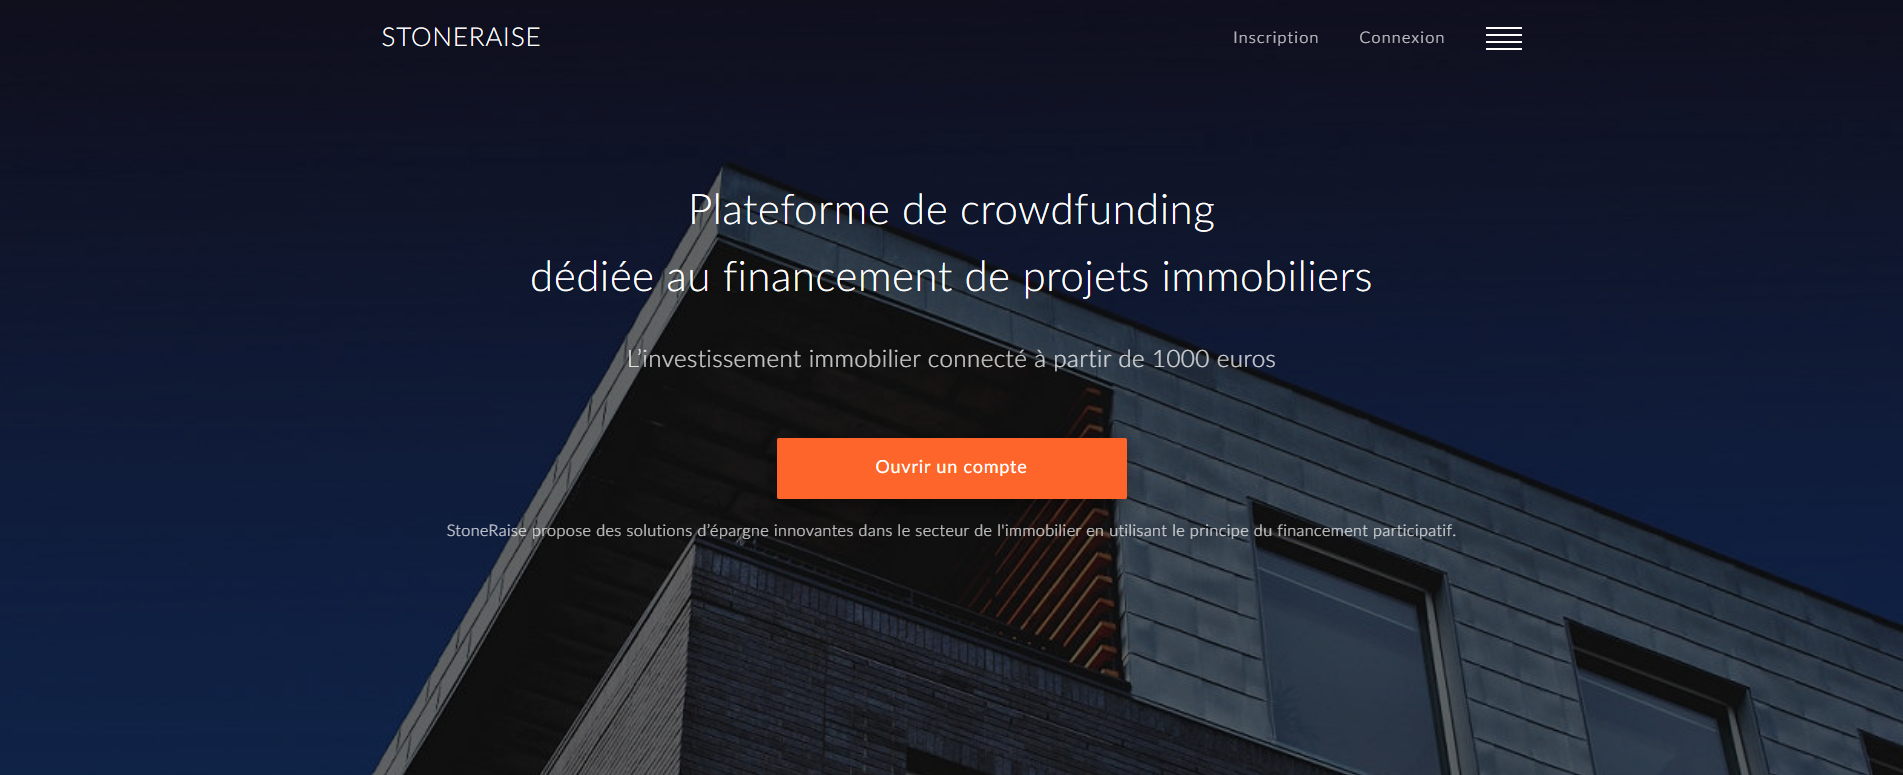 STONERAISE
Inscription
Connexion
Plateforme de crowdfunding
dédiée au financement de projets immobiliers
L’investissement immobilier connecté à partir de 1000 euros
Ouvrir un compte
StoneRaise propose des solutions d’épargne innovantes dans le secteur de l'immobilier en utilisant le principe du financement participatif.